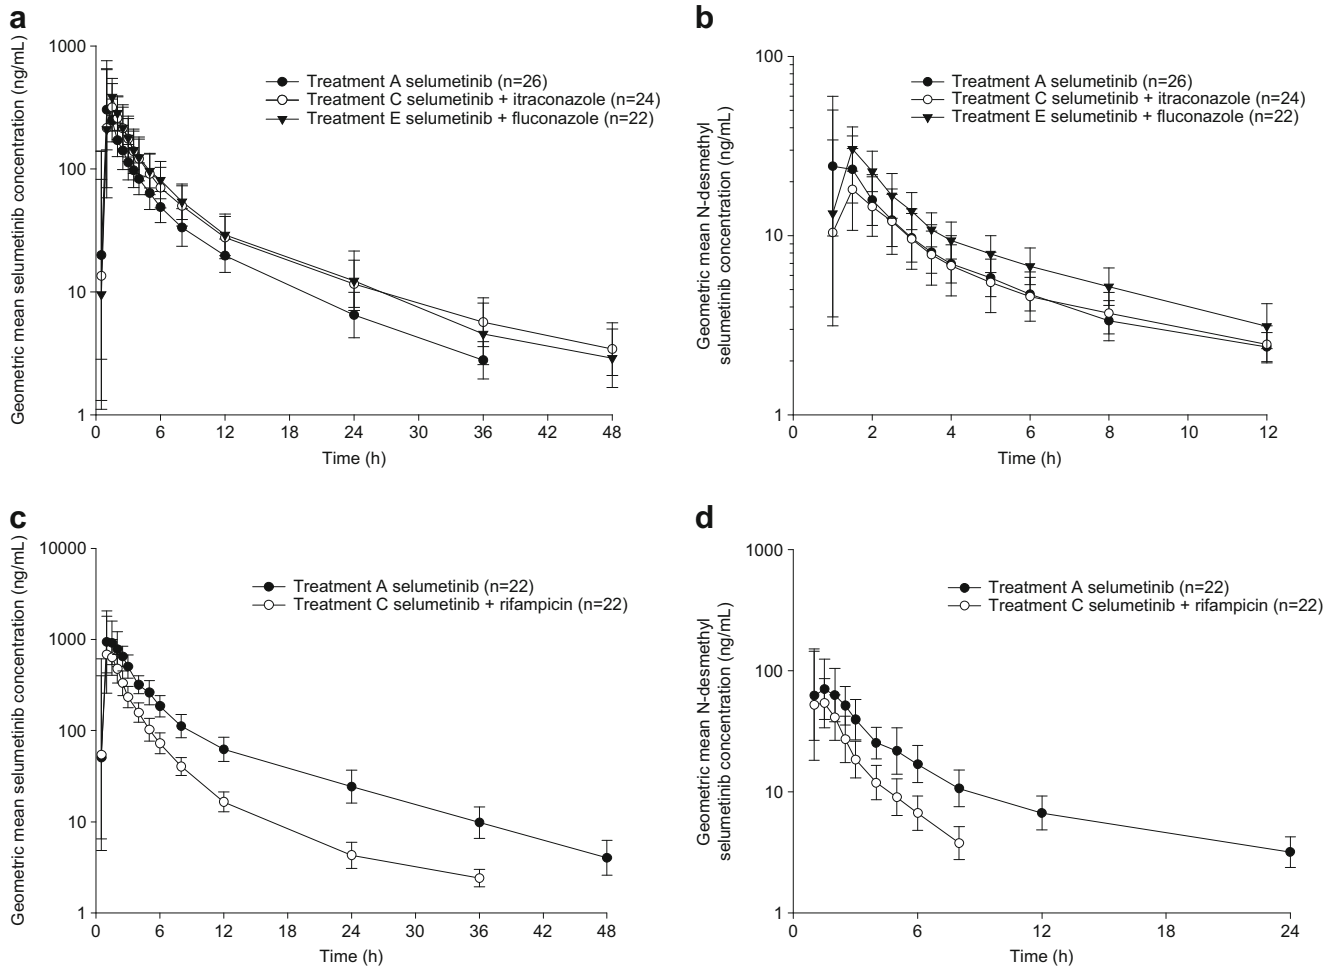 a
Geometric mean selumetinib concentration (ng/mL)
1000
100
10
1
Treatment A selumetinib (n=26)
Treatment C selumetinib + itraconazole (n=24)
Treatment E selumetinib + fluconazole (n=22)
0 6 12 18 24 30 36 42 48
Time (h)
b
Geometric mean N-desmethyl
selumetinib concentration (ng/mL)
100
10
1
Treatment A selumetinib (n=26)
Treatment C selumetinib + itraconazole (n=24)
Treatment E selumetinib + fluconazole (n=22)
0 2 4 6 8 10 12
Time (h)
c
Geometric mean selumetinib concentration (ng/mL)
10000
1000
100
10
1
Treatment A selumetinib (n=22)
Treatment C selumetinib + rifampicin (n=22)
0 6 12 18 24 30 36 42 48
Time (h)
d
Geometric mean N-desmethyl
selumetinib concentration (ng/mL)
1000
100
10
1
Treatment A selumetinib (n=22)
Treatment C selumetinib + rifampicin (n=22)
0 6 12 18 24
Time (h)